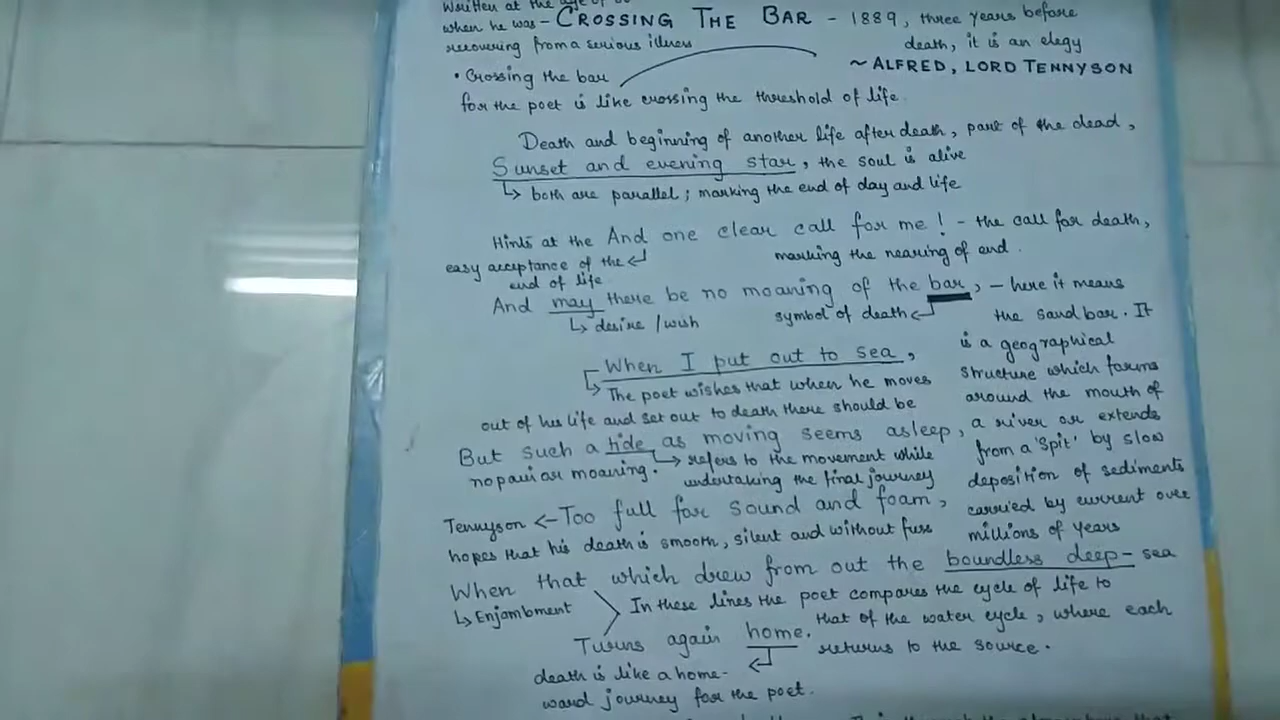 Written at the age of
when he was - CROSSING THE BAR - 1889, three years before
recovering from a serious illness death, it is an elegy
• Crossing the bar ~ ALFRED, LORD TENNYSON
for the poet is like crossing the threshold of life.
Death and beginning of another life after death, part of the dead,
Sunset and evening star, the soul is alive
↳ both are parallel; marking the end of day and life
Hints at the And one clear call for me! - the call for death,
easy acceptance of the ↵ marking the nearing of end.
end of life
And may there be no moaning of the bar, - here it means
↳ desire / wish symbol of death ↵ the sand bar. It
is a geographical
When I put out to sea,
structure which forms
↳ The poet wishes that when he moves
around the mouth of
out of his life and set out to death there should be
a river or extends
But such a tide as moving seems asleep,
from a 'spit' by slow
no pain or moaning. ↳ refers to the movement while
undertaking the final journey deposition of sediments
Tennyson ← Too full for sound and foam, carried by current over
hopes that his death is smooth, silent and without fuss millions of years
When that which drew from out the boundless deep - sea
↳ Enjambment In these lines the poet compares the cycle of life to
that of the water cycle, where each
Turns again home. returns to the source.
death is like a home- ↵
ward journey for the poet.